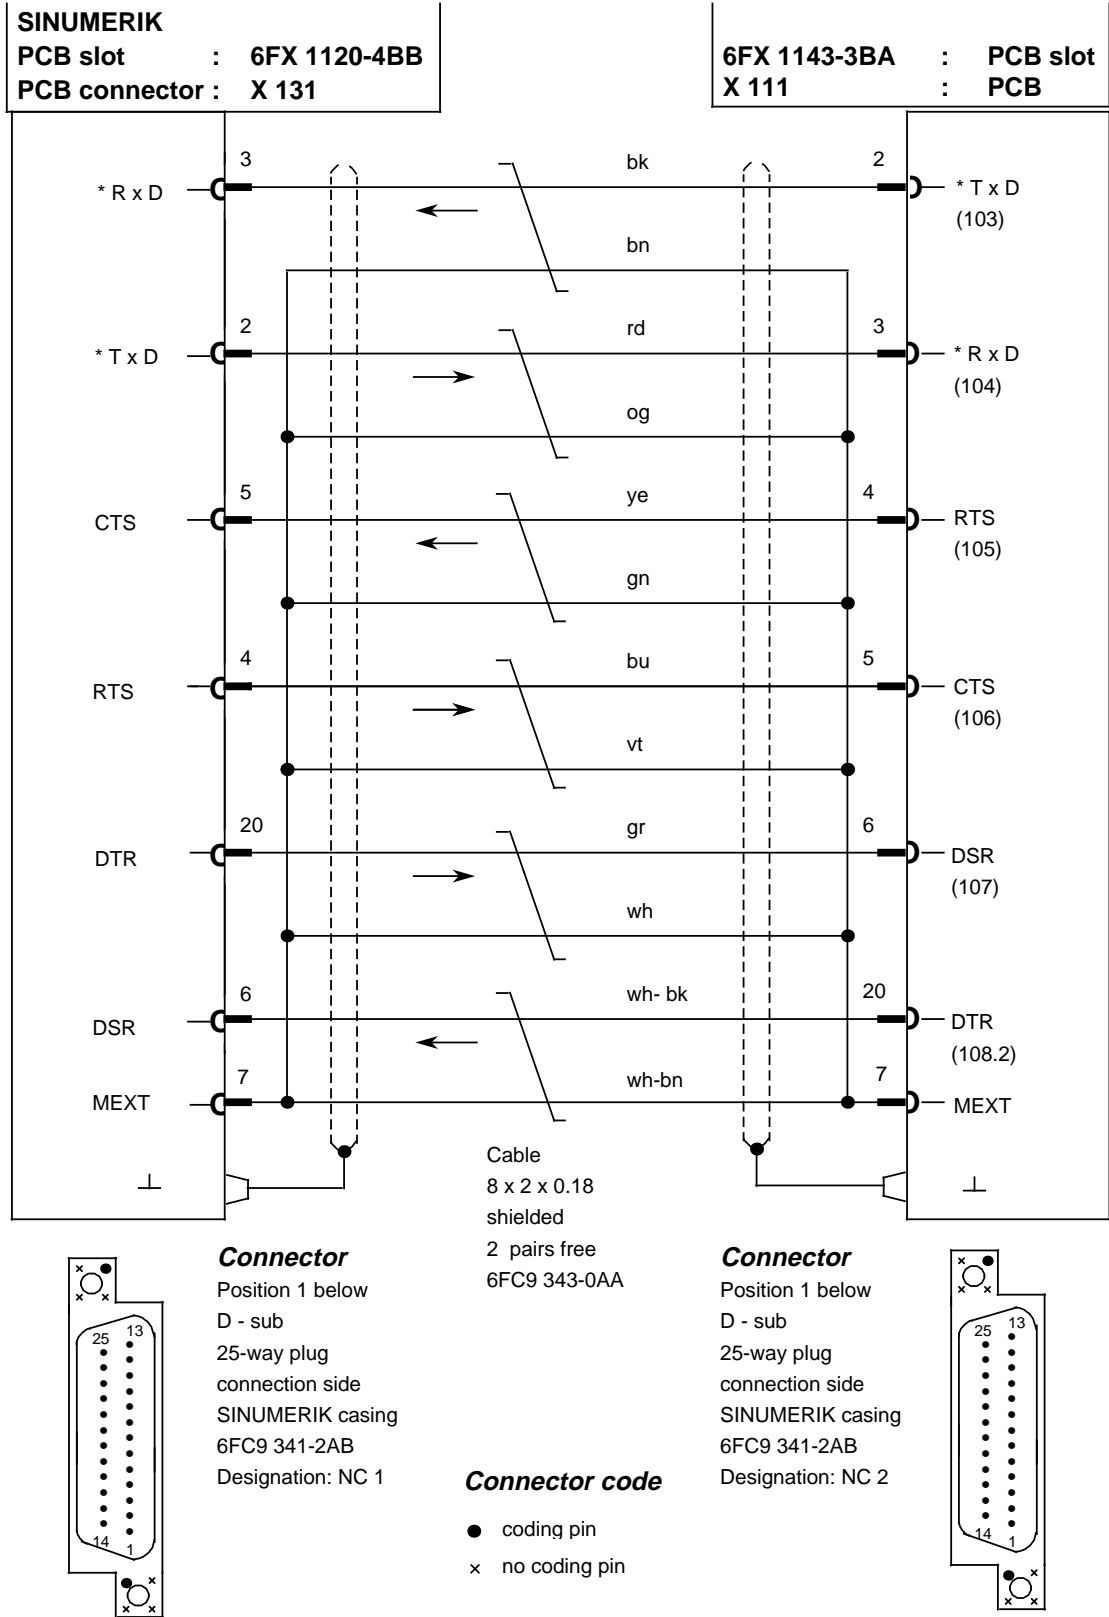 SINUMERIK
PCB slot : 6FX 1120-4BB
PCB connector : X 131
6FX 1143-3BA : PCB slot
X 111 : PCB
3 bk 2
* R x D * T x D
(103)
bn
2 rd 3
* T x D * R x D
(104)
og
5 ye 4
CTS RTS
(105)
gn
4 bu 5
RTS CTS
(106)
vt
20 gr 6
DTR DSR
(107)
wh
6 wh- bk 20
DSR DTR
(108.2)
7 wh-bn 7
MEXT MEXT
Cable
8 x 2 x 0.18
shielded
2 pairs free
6FC9 343-0AA
Connector
Position 1 below
D - sub
25-way plug
connection side
SINUMERIK casing
6FC9 341-2AB
Designation: NC 1
25 13
14 1
Connector
Position 1 below
D - sub
25-way plug
connection side
SINUMERIK casing
6FC9 341-2AB
Designation: NC 2
25 13
14 1
Connector code
● coding pin
x no coding pin